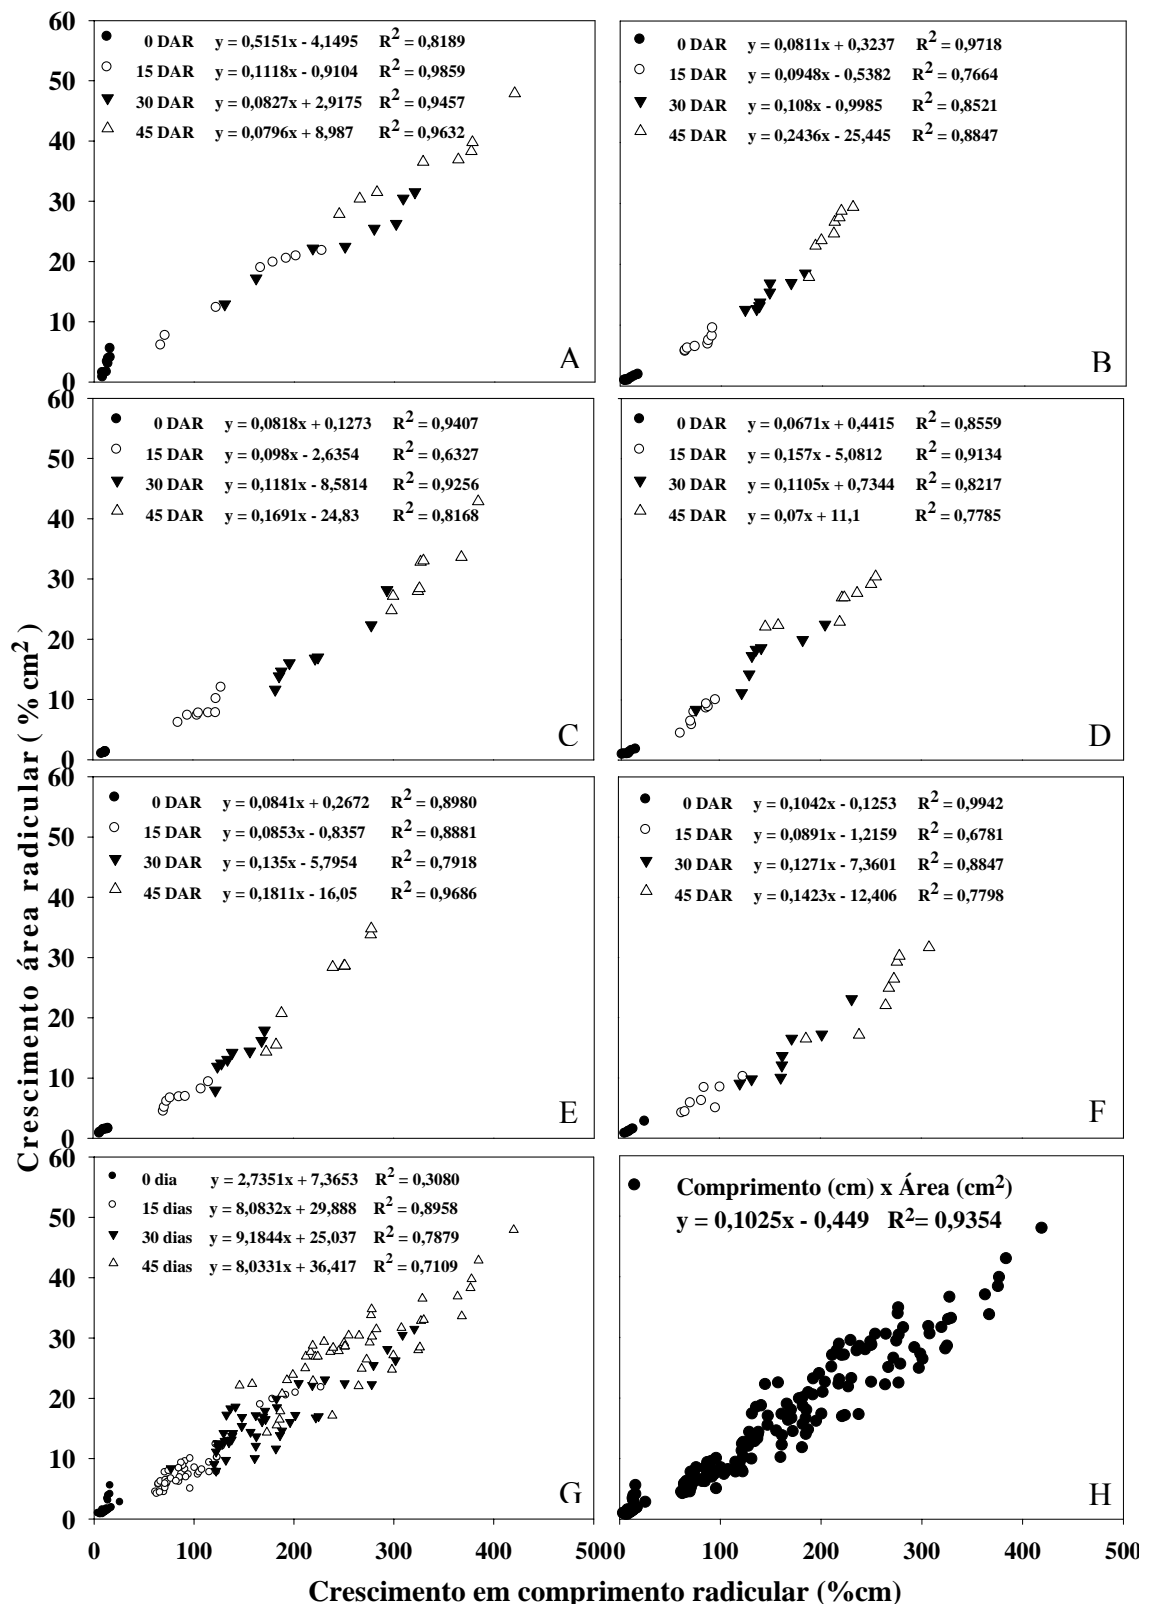 60
50
40
30
20
10
0
0 DAR y = 0,5151x - 4,1495 R2 = 0,8189
15 DAR y = 0,1118x - 0,9104 R2 = 0,9859
30 DAR y = 0,0827x + 2,9175 R2 = 0,9457
45 DAR y = 0,0796x + 8,987 R2 = 0,9632
A
0 DAR y = 0,0811x + 0,3237 R2 = 0,9718
15 DAR y = 0,0948x - 0,5382 R2 = 0,7664
30 DAR y = 0,108x - 0,9985 R2 = 0,8521
45 DAR y = 0,2436x - 25,445 R2 = 0,8847
B
60
50
40
30
20
10
0
0 DAR y = 0,0818x + 0,1273 R2 = 0,9407
15 DAR y = 0,098x - 2,6354 R2 = 0,6327
30 DAR y = 0,1181x - 8,5814 R2 = 0,9256
45 DAR y = 0,1691x - 24,83 R2 = 0,8168
C
0 DAR y = 0,0671x + 0,4415 R2 = 0,8559
15 DAR y = 0,157x - 5,0812 R2 = 0,9134
30 DAR y = 0,1105x + 0,7344 R2 = 0,8217
45 DAR y = 0,07x + 11,1 R2 = 0,7785
D
60
50
40
30
20
10
0
0 DAR y = 0,0841x + 0,2672 R2 = 0,8980
15 DAR y = 0,0853x - 0,8357 R2 = 0,8881
30 DAR y = 0,135x - 5,7954 R2 = 0,7918
45 DAR y = 0,1811x - 16,05 R2 = 0,9686
E
0 DAR y = 0,1042x - 0,1253 R2 = 0,9942
15 DAR y = 0,0891x - 1,2159 R2 = 0,6781
30 DAR y = 0,1271x - 7,3601 R2 = 0,8847
45 DAR y = 0,1423x - 12,406 R2 = 0,7798
F
60
50
40
30
20
10
0
0 dia y = 2,7351x + 7,3653 R2 = 0,3080
15 dias y = 8,0832x + 29,888 R2 = 0,8958
30 dias y = 9,1844x + 25,037 R2 = 0,7879
45 dias y = 8,0331x + 36,417 R2 = 0,7109
G
Comprimento (cm) x Área (cm2)
y = 0,1025x - 0,449 R2= 0,9354
H
0 100 200 300 400 500
0 100 200 300 400 500
Crescimento área radicular ( % cm2 )
Crescimento em comprimento radicular (%cm)